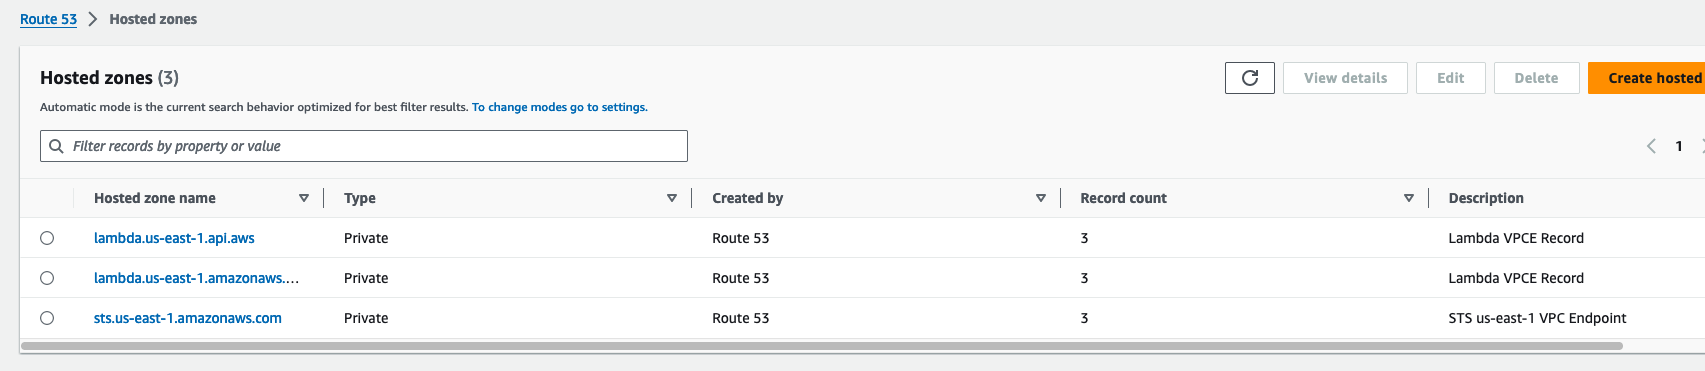 Route 53 > Hosted zones
Hosted zones (3)
View details
Edit
Delete
Create hosted
Automatic mode is the current search behavior optimized for best filter results. To change modes go to settings.
Filter records by property or value
1
Hosted zone name Type Created by Record count Description
lambda.us-east-1.api.aws Private Route 53 3 Lambda VPCE Record
lambda.us-east-1.amazonaws.... Private Route 53 3 Lambda VPCE Record
sts.us-east-1.amazonaws.com Private Route 53 3 STS us-east-1 VPC Endpoint